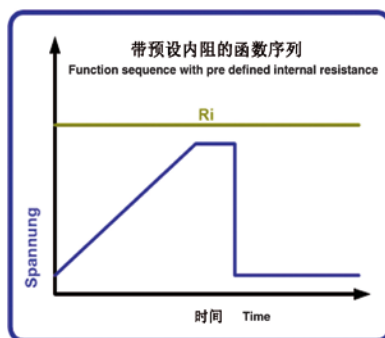 带预设内阻的函数序列
Function sequence with pre defined internal resistance
Ri
Spannung
时间 Time